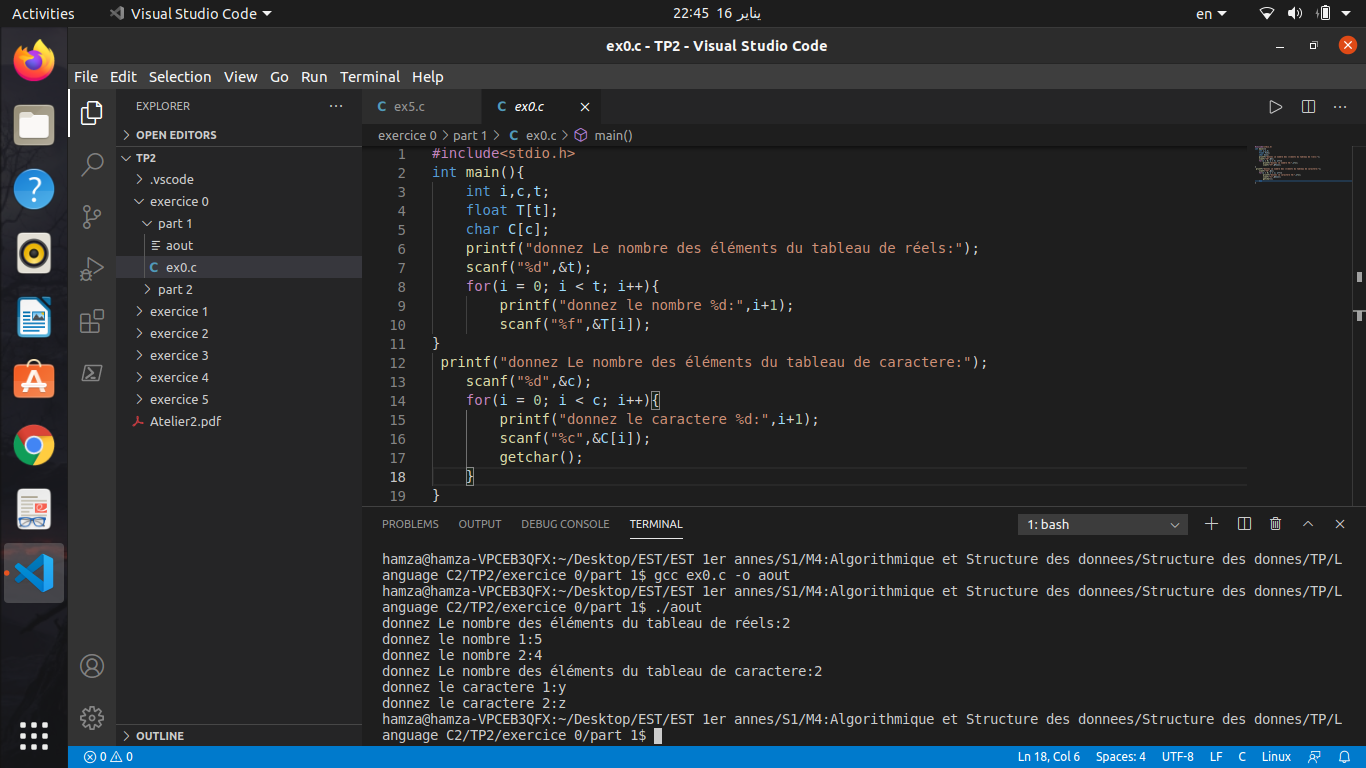 Activities
Visual Studio Code
22:45 16 يناير
en
ex0.c - TP2 - Visual Studio Code
File Edit Selection View Go Run Terminal Help
EXPLORER
OPEN EDITORS
TP2
.vscode
exercice 0
part 1
aout
C ex0.c
part 2
exercice 1
exercice 2
exercice 3
exercice 4
exercice 5
Atelier2.pdf
OUTLINE
C ex5.c
C ex0.c
exercice 0 > part 1 > C ex0.c > main()
1 #include<stdio.h>
2 int main(){
3 int i,c,t;
4 float T[t];
5 char C[c];
6 printf("donnez Le nombre des éléments du tableau de réels:");
7 scanf("%d",&t);
8 for(i = 0; i < t; i++){
9 printf("donnez le nombre %d:",i+1);
10 scanf("%f",&T[i]);
11 }
12 printf("donnez Le nombre des éléments du tableau de caractere:");
13 scanf("%d",&c);
14 for(i = 0; i < c; i++){
15 printf("donnez le caractere %d:",i+1);
16 scanf("%c",&C[i]);
17 getchar();
18 }
19 }
PROBLEMS OUTPUT DEBUG CONSOLE TERMINAL
1: bash
hamza@hamza-VPCEB3QFX:~/Desktop/EST/EST 1er annes/S1/M4:Algorithmique et Structure des donnees/Structure des donnes/TP/L
anguage C2/TP2/exercice 0/part 1$ gcc ex0.c -o aout
hamza@hamza-VPCEB3QFX:~/Desktop/EST/EST 1er annes/S1/M4:Algorithmique et Structure des donnees/Structure des donnes/TP/L
anguage C2/TP2/exercice 0/part 1$ ./aout
donnez Le nombre des éléments du tableau de réels:2
donnez le nombre 1:5
donnez le nombre 2:4
donnez Le nombre des éléments du tableau de caractere:2
donnez le caractere 1:y
donnez le caractere 2:z
hamza@hamza-VPCEB3QFX:~/Desktop/EST/EST 1er annes/S1/M4:Algorithmique et Structure des donnees/Structure des donnes/TP/L
anguage C2/TP2/exercice 0/part 1$
0 0
Ln 18, Col 6 Spaces: 4 UTF-8 LF C Linux